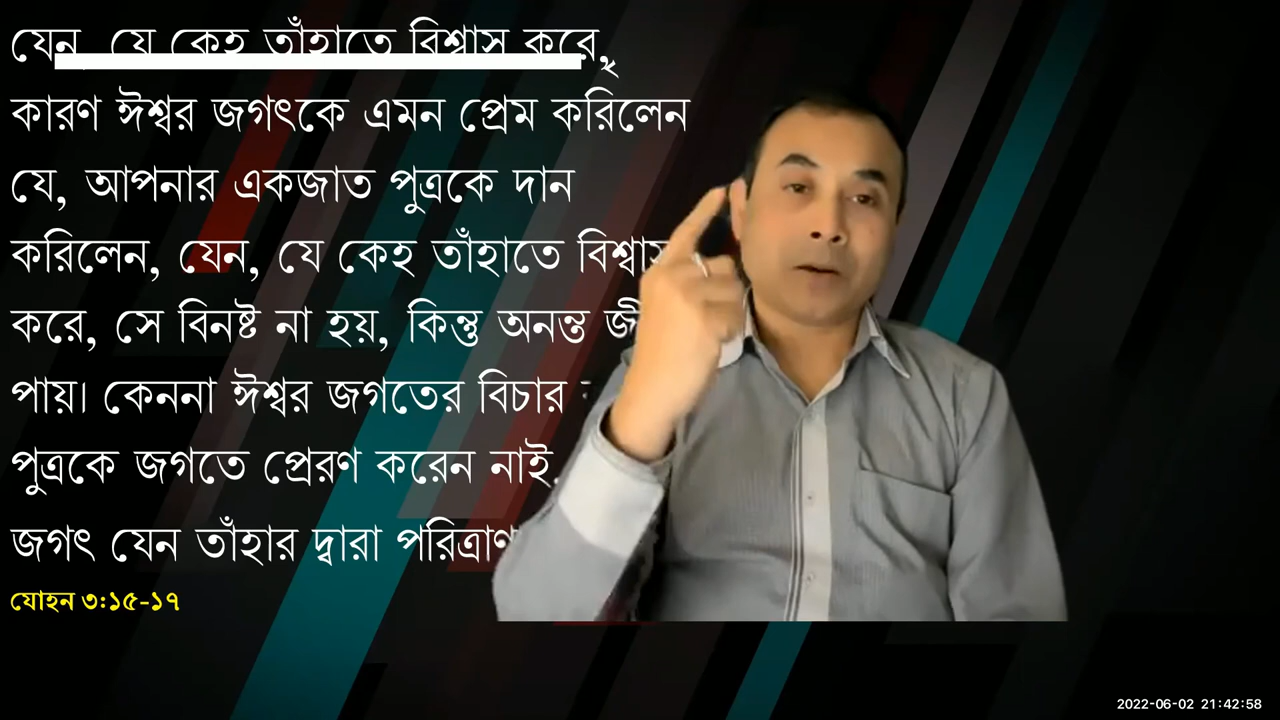 যেন, যে কেহ তাঁহাতে বিশ্বাস করে,
কারণ ঈশ্বর জগৎকে এমন প্রেম করিলেন
যে, আপনার একজাত পুত্রকে দান
করিলেন, যেন, যে কেহ তাঁহাতে বিশ্বাস
করে, সে বিনষ্ট না হয়, কিন্তু অনন্ত
পায়। কেননা ঈশ্বর জগতের বিচার
পুত্রকে জগতে প্রেরণ করেন নাই
জগৎ যেন তাঁহার দ্বারা পরিত্রাণ
যোহন ৩:১৫-১৭
2022-06-02 21:42:58